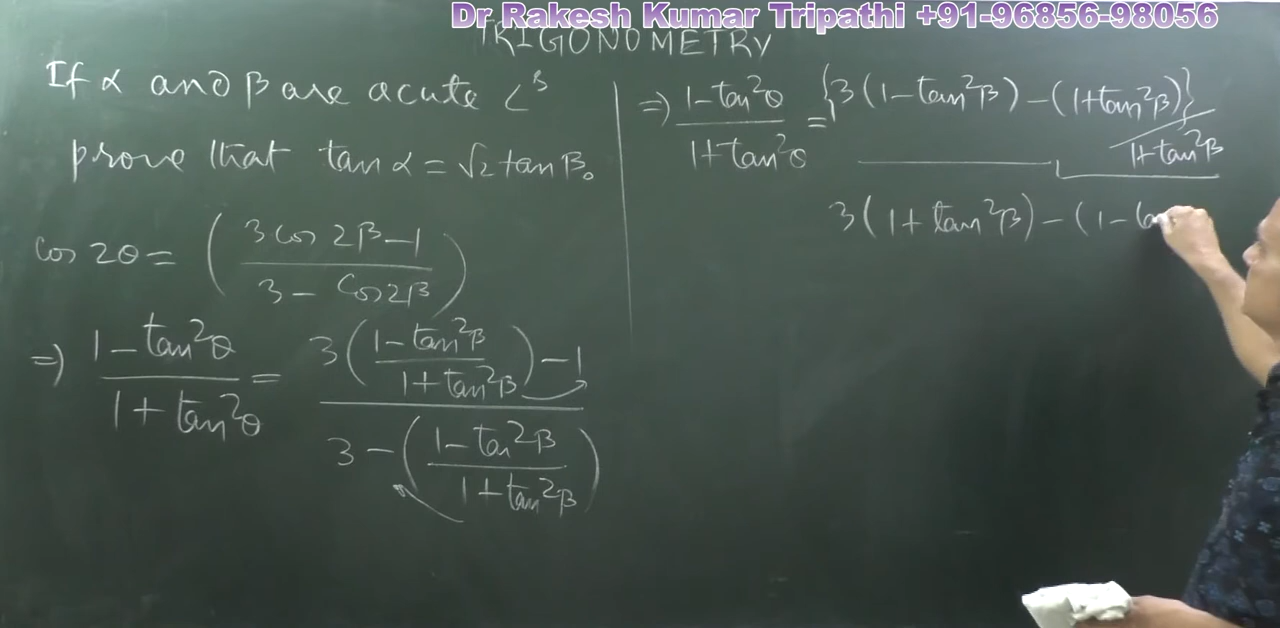 Dr Rakesh Kumar Tripathi +91-96856-98056
TRIGONOMETRY
If α and β are acute ∠s
prove that tan α = √2 tan β.
cos 2θ = ( (3 cos 2β - 1) / (3 - cos 2β) )
⇒) (1 - tan²θ) / (1 + tan²θ) = (3( (1 - tan²β) / (1 + tan²β) ) - 1) / (3 - ( (1 - tan²β) / (1 + tan²β) ))
⇒) (1 - tan²θ) / (1 + tan²θ) = {3(1 - tan²β) - (1 + tan²β)} / 1 + tan²β
3(1 + tan²β) - (1 - ta